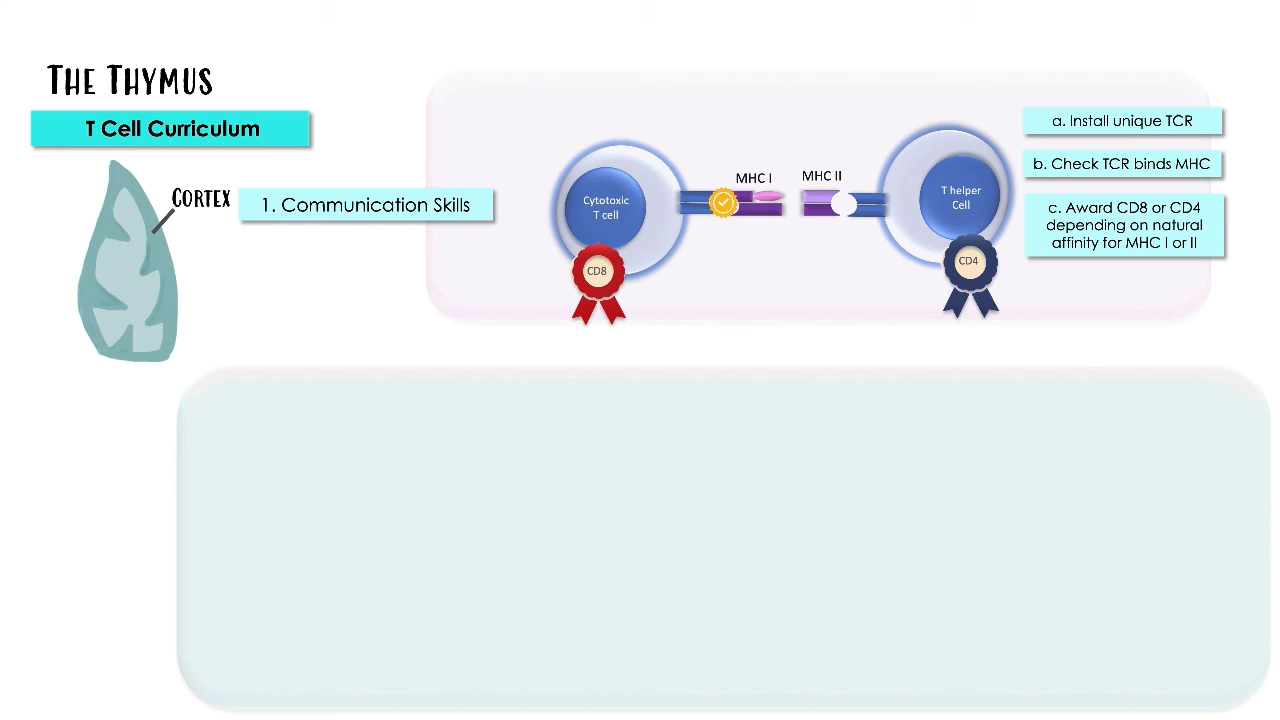 THE THYMUS
T Cell Curriculum
CORTEX
1. Communication Skills
Cytotoxic
T cell
CD8
MHC I
MHC II
T helper
Cell
CD4
a. Install unique TCR
b. Check TCR binds MHC
c. Award CD8 or CD4
depending on natural
affinity for MHC I or II